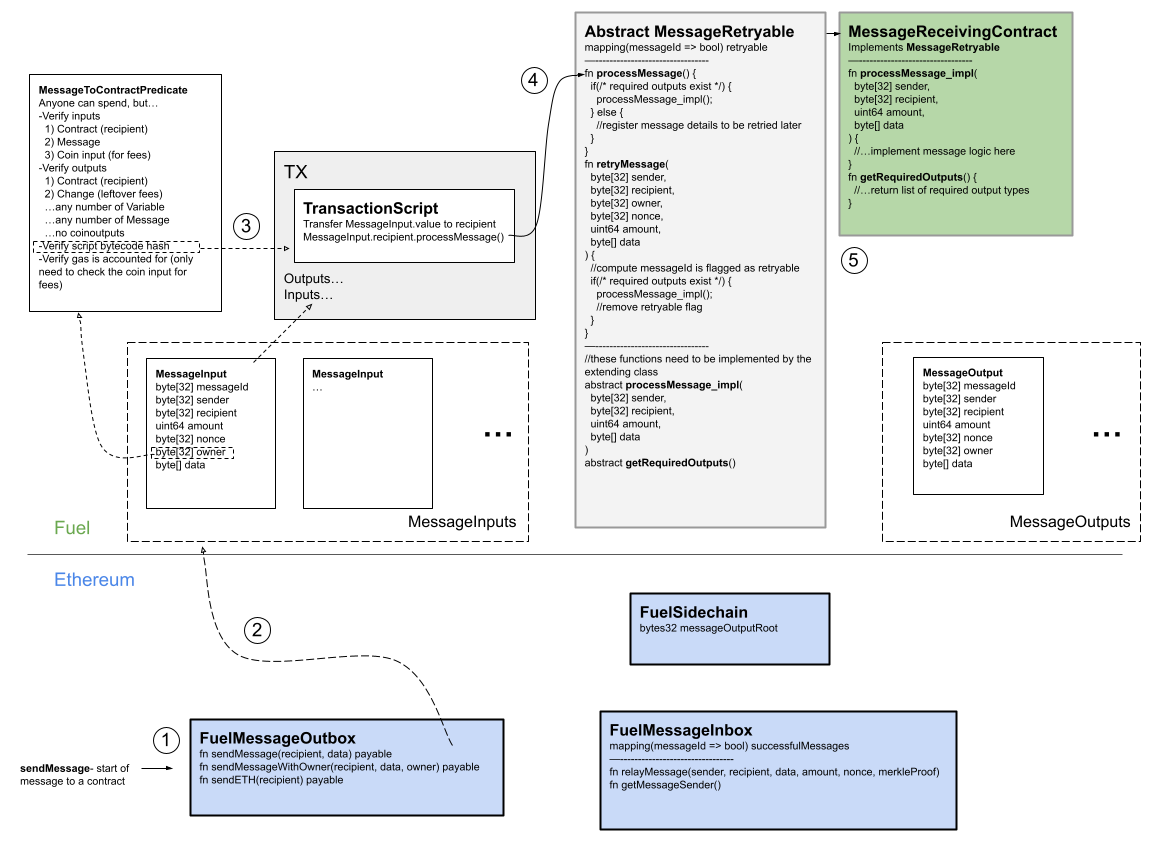 MessageToContractPredicate
Anyone can spend, but…
-Verify inputs
1) Contract (recipient)
2) Message
3) Coin input (for fees)
-Verify outputs
1) Contract (recipient)
2) Change (leftover fees)
…any number of Variable
…any number of Message
…no coinoutputs
-Verify script bytecode hash
-Verify gas is accounted for (only
need to check the coin input for
fees)
3
TX
TransactionScript
Transfer MessageInput.value to recipient
MessageInput.recipient.processMessage()
Outputs…
Inputs…
4
Abstract MessageRetryable
mapping(messageId => bool) retryable
—---------------------------------
fn processMessage() {
if(/* required outputs exist */) {
processMessage_impl();
} else {
//register message details to be retried later
}
}
fn retryMessage(
byte[32] sender,
byte[32] recipient,
byte[32] owner,
byte[32] nonce,
uint64 amount,
byte[] data
) {
//compute messageId is flagged as retryable
if(/* required outputs exist */) {
processMessage_impl();
//remove retryable flag
}
}
—---------------------------------
//these functions need to be implemented by the
extending class
abstract processMessage_impl(
byte[32] sender,
byte[32] recipient,
uint64 amount,
byte[] data
)
abstract getRequiredOutputs()
MessageReceivingContract
Implements MessageRetryable
—---------------------------------
fn processMessage_impl(
byte[32] sender,
byte[32] recipient,
uint64 amount,
byte[] data
) {
//…implement message logic here
}
fn getRequiredOutputs() {
//…return list of required output types
}
5
MessageInput
byte[32] messageId
byte[32] sender
byte[32] recipient
uint64 amount
byte[32] nonce
byte[32] owner
byte[] data
MessageInput
…
…
MessageInputs
MessageOutput
byte[32] messageId
byte[32] sender
byte[32] recipient
uint64 amount
byte[32] nonce
byte[32] owner
byte[] data
…
MessageOutputs
Fuel
Ethereum
2
FuelSidechain
bytes32 messageOutputRoot
1
sendMessage- start of
message to a contract
FuelMessageOutbox
fn sendMessage(recipient, data) payable
fn sendMessageWithOwner(recipient, data, owner) payable
fn sendETH(recipient) payable
FuelMessageInbox
mapping(messageId => bool) successfulMessages
—---------------------------------
fn relayMessage(sender, recipient, data, amount, nonce, merkleProof)
fn getMessageSender()